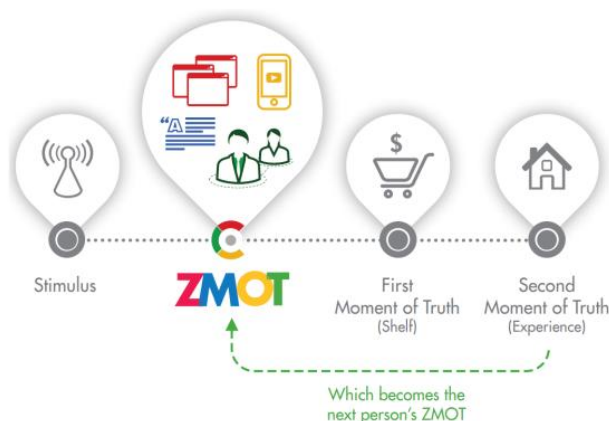 “A
$
Stimulus
ZMOT
First
Moment of Truth
(Shelf)
Second
Moment of Truth
(Experience)
Which becomes the
next person's ZMOT